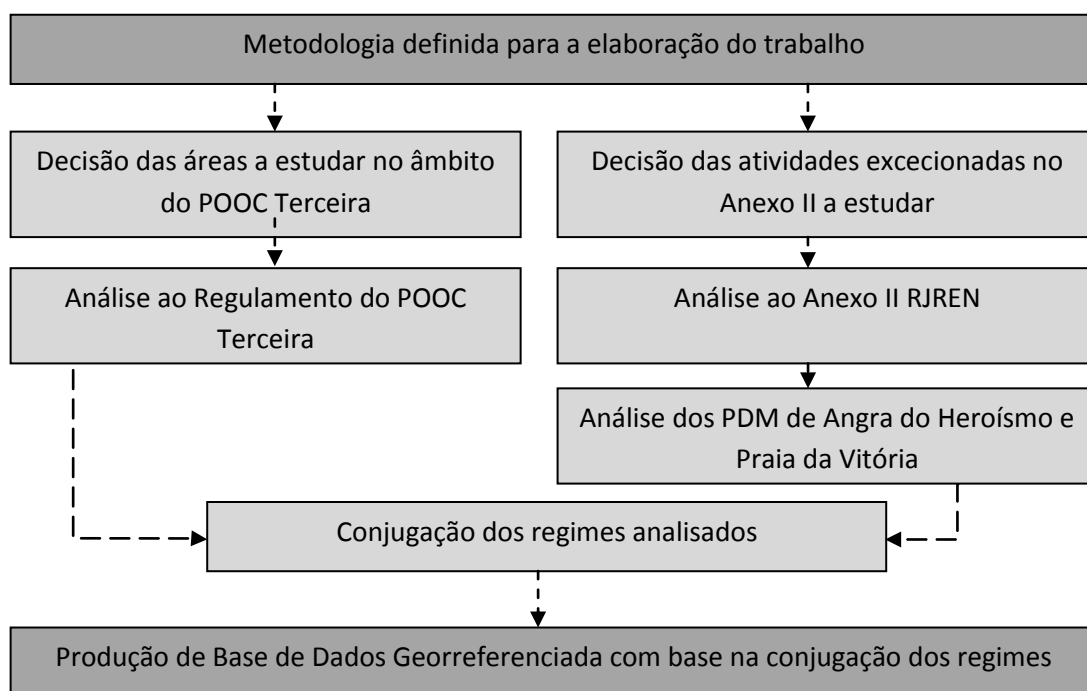 Metodologia definida para a elaboração do trabalho
Decisão das áreas a estudar no âmbito
do POOC Terceira
Decisão das atividades excecionadas no
Anexo II a estudar
Análise ao Regulamento do POOC
Terceira
Análise ao Anexo II RJREN
Análise dos PDM de Angra do Heroísmo e
Praia da Vitória
Conjugação dos regimes analisados
Produção de Base de Dados Georreferenciada com base na conjugação dos regimes